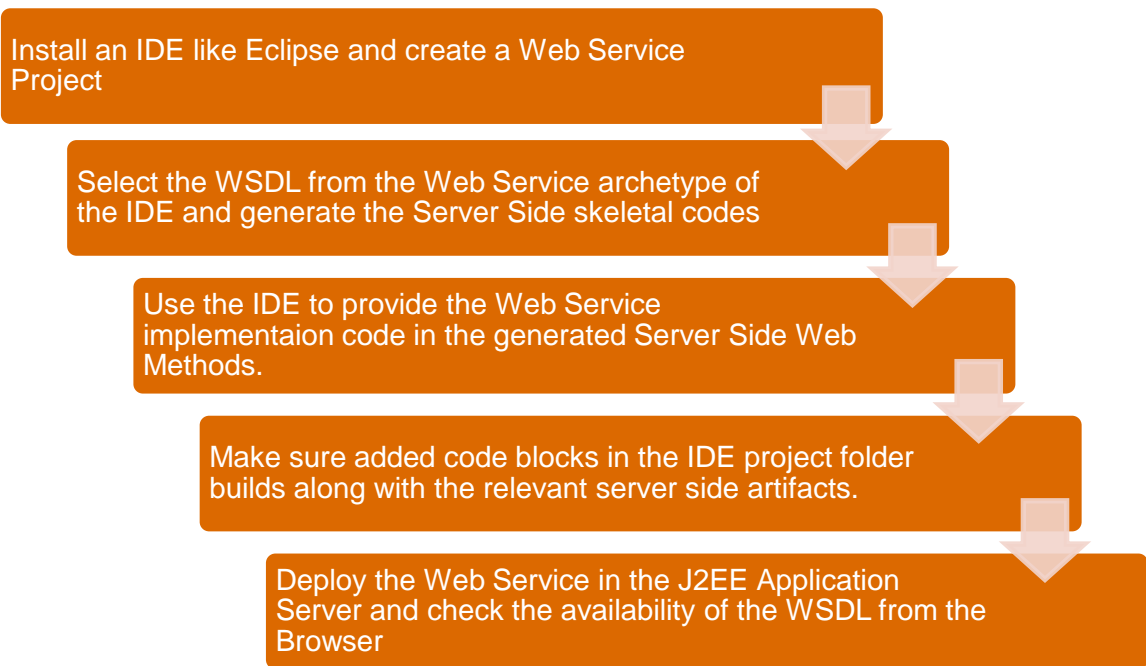 Install an IDE like Eclipse and create a Web Service
Project
Select the WSDL from the Web Service archetype of
the IDE and generate the Server Side skeletal codes
Use the IDE to provide the Web Service
implementaion code in the generated Server Side Web
Methods.
Make sure added code blocks in the IDE project folder
builds along with the relevant server side artifacts.
Deploy the Web Service in the J2EE Application
Server and check the availability of the WSDL from the
Browser